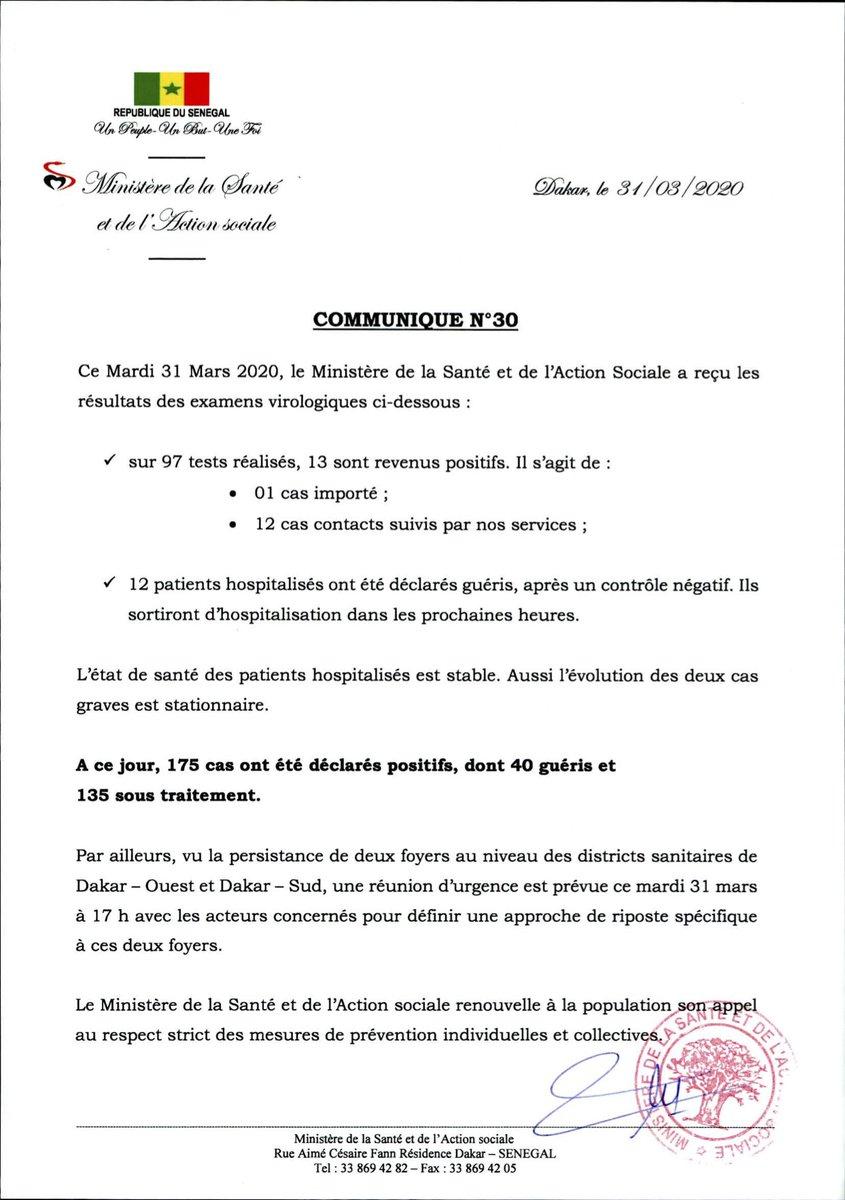 REPUBLIQUE DU SENEGAL
Un Peuple - Un But - Une Foi
Ministère de la Santé
et de l'Action sociale
Dakar, le 31/03/2020
COMMUNIQUE N°30
Ce Mardi 31 Mars 2020, le Ministère de la Santé et de l'Action Sociale a reçu les
résultats des examens virologiques ci-dessous :
✓ sur 97 tests réalisés, 13 sont revenus positifs. Il s'agit de :
• 01 cas importé ;
• 12 cas contacts suivis par nos services ;
✓ 12 patients hospitalisés ont été déclarés guéris, après un contrôle négatif. Ils
sortiront d'hospitalisation dans les prochaines heures.
L'état de santé des patients hospitalisés est stable. Aussi l'évolution des deux cas
graves est stationnaire.
A ce jour, 175 cas ont été déclarés positifs, dont 40 guéris et
135 sous traitement.
Par ailleurs, vu la persistance de deux foyers au niveau des districts sanitaires de
Dakar – Ouest et Dakar – Sud, une réunion d'urgence est prévue ce mardi 31 mars
à 17 h avec les acteurs concernés pour définir une approche de riposte spécifique
à ces deux foyers.
Le Ministère de la Santé et de l'Action sociale renouvelle à la population son appel
au respect strict des mesures de prévention individuelles et collectives.
MINISTERE DE LA SANTE ET DE L'ACTION SOCIALE
Ministère de la Santé et de l'Action sociale
Rue Aimé Césaire Fann Résidence Dakar – SENEGAL
Tel : 33 869 42 82 – Fax : 33 869 42 05